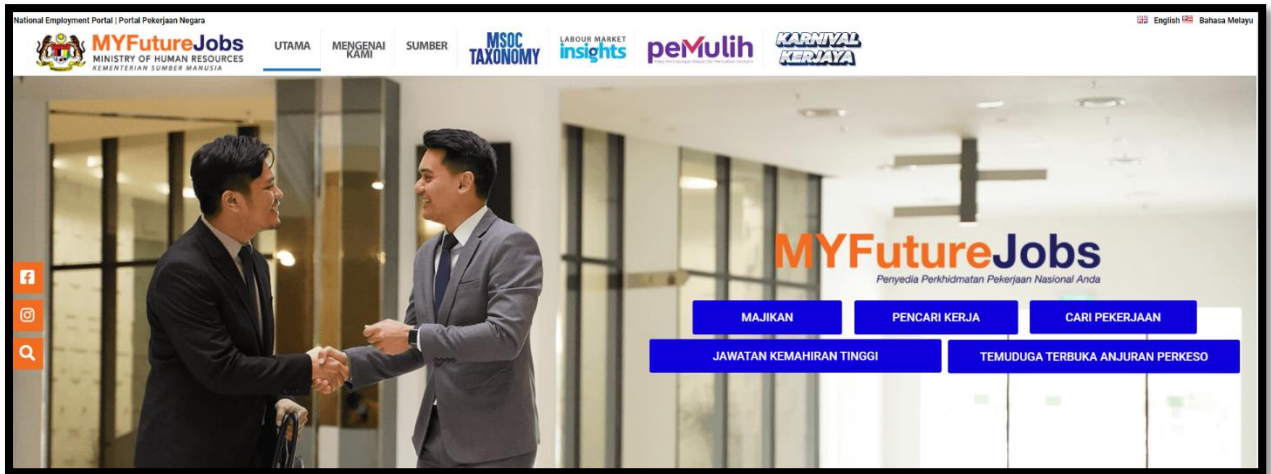 National Employment Portal | Portal Pekerjaan Negara
English Bahasa Melayu
MYFutureJobs
MINISTRY OF HUMAN RESOURCES
KEMENTERIAN SUMBER MANUSIA
UTAMA
MENGENAI
KAMI
SUMBER
MSOC
TAXONOMY
LABOUR MARKET
insights
peMulih
KARNIVAL
KERJAYA
MYFutureJobs
Penyedia Perkhidmatan Pekerjaan Nasional Anda
MAJIKAN
PENCARI KERJA
CARI PEKERJAAN
JAWATAN KEMAHIRAN TINGGI
TEMUDUGA TERBUKA ANJURAN PERKESO